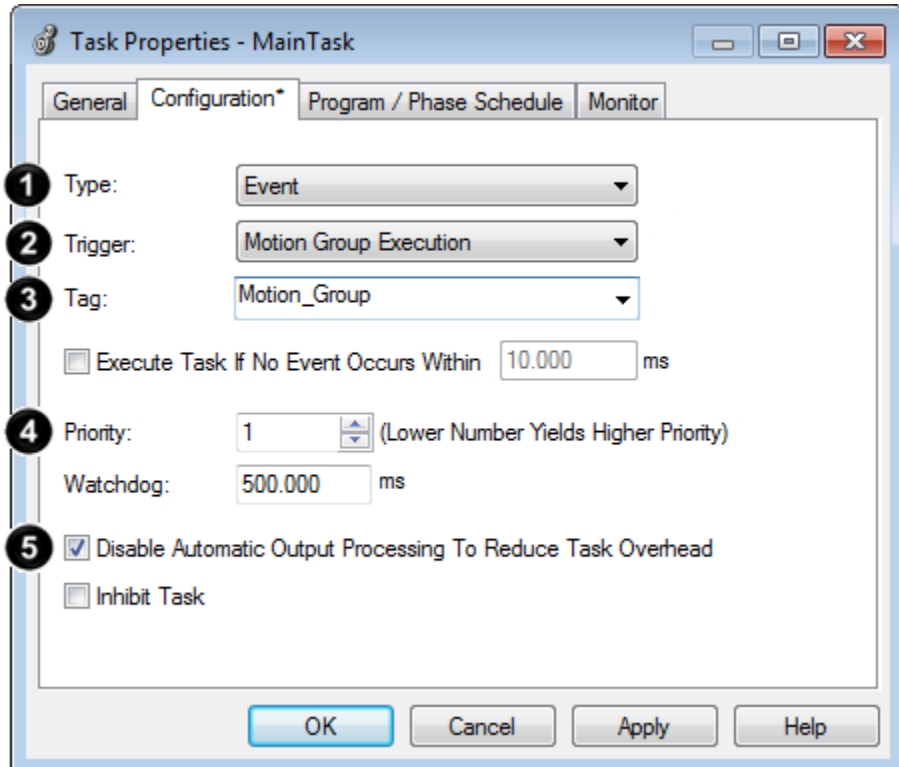 Task Properties - MainTask
General Configuration* Program / Phase Schedule Monitor
1 Type: Event
2 Trigger: Motion Group Execution
3 Tag: Motion_Group
Execute Task If No Event Occurs Within 10.000 ms
4 Priority: 1 (Lower Number Yields Higher Priority)
Watchdog: 500.000 ms
5 Disable Automatic Output Processing To Reduce Task Overhead
Inhibit Task
OK Cancel Apply Help